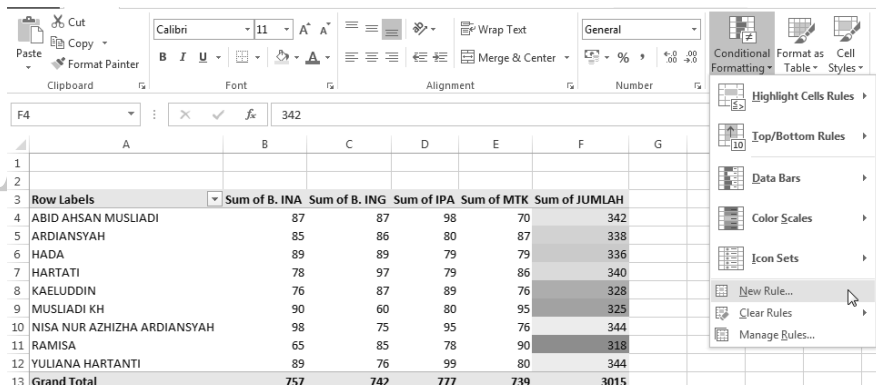 Cut
Copy
Paste
Format Painter
Clipboard
Calibri 11 A A
B I U A
Font
Wrap Text
Merge & Center
Alignment
General
% ,
Number
Conditional Formatting
Format as Table
Cell Styles
F4 fx 342
A B C D E F G
1
2
3 Row Labels Sum of B. INA Sum of B. ING Sum of IPA Sum of MTK Sum of JUMLAH
4 ABID AHSAN MUSLIADI 87 87 98 70 342
5 ARDIANSYAH 85 86 80 87 338
6 HADA 89 89 79 79 336
7 HARTATI 78 97 79 86 340
8 KAELUDDIN 76 87 89 76 328
9 MUSLIADI KH 90 60 80 95 325
10 NISA NUR AZHIZHA ARDIANSYAH 98 75 95 76 344
11 RAMISA 65 85 78 90 318
12 YULIANA HARTANTI 89 76 99 80 344
13 Grand Total 757 742 777 739 3015
Highlight Cells Rules
Top/Bottom Rules
Data Bars
Color Scales
Icon Sets
New Rule...
Clear Rules
Manage Rules...